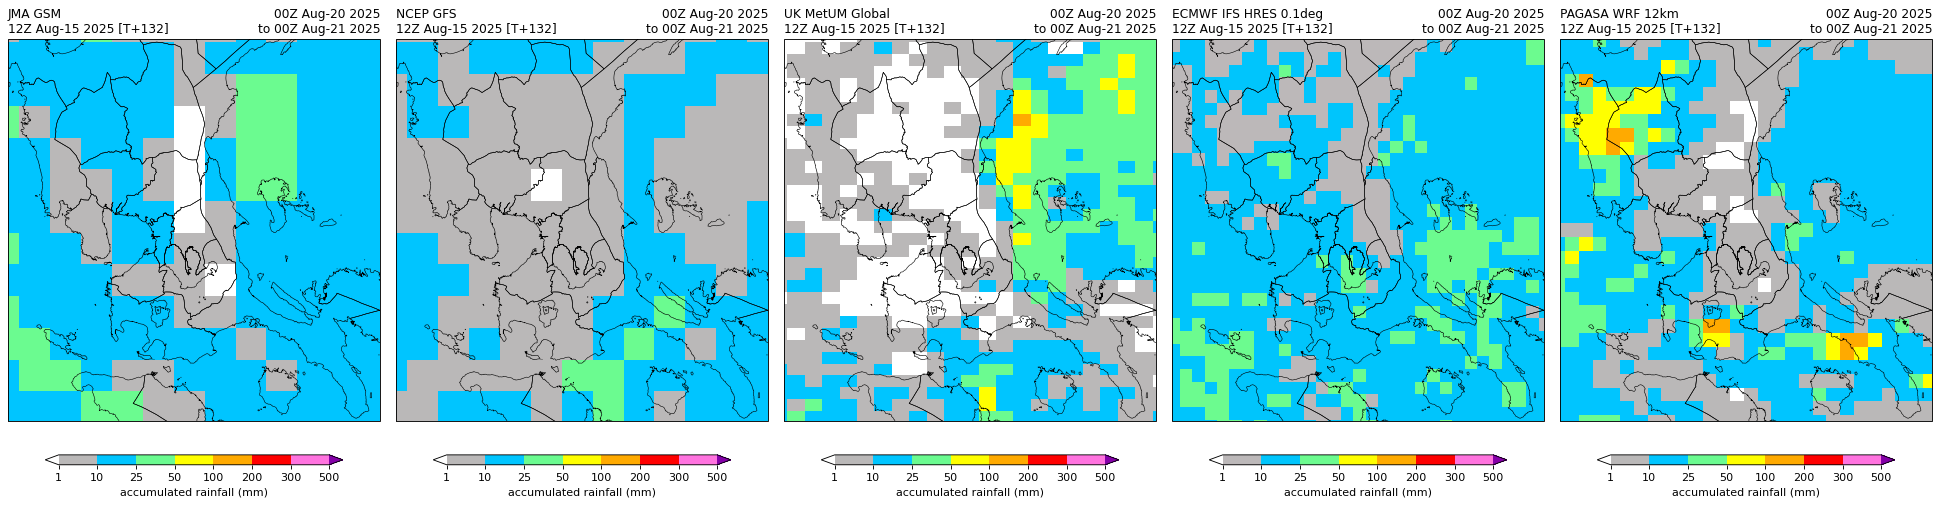 JMA GSM 00Z Aug-20 2025
12Z Aug-15 2025 [T+132] to 00Z Aug-21 2025
NCEP GFS 00Z Aug-20 2025
12Z Aug-15 2025 [T+132] to 00Z Aug-21 2025
UK MetUM Global 00Z Aug-20 2025
12Z Aug-15 2025 [T+132] to 00Z Aug-21 2025
ECMWF IFS HRES 0.1deg 00Z Aug-20 2025
12Z Aug-15 2025 [T+132] to 00Z Aug-21 2025
PAGASA WRF 12km 00Z Aug-20 2025
12Z Aug-15 2025 [T+132] to 00Z Aug-21 2025
1 10 25 50 100 200 300 500
accumulated rainfall (mm)
1 10 25 50 100 200 300 500
accumulated rainfall (mm)
1 10 25 50 100 200 300 500
accumulated rainfall (mm)
1 10 25 50 100 200 300 500
accumulated rainfall (mm)
1 10 25 50 100 200 300 500
accumulated rainfall (mm)